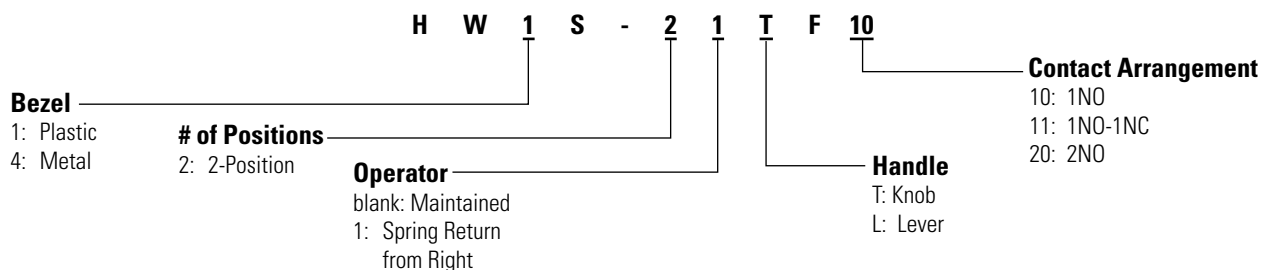 H W 1 S - 2 1 T F 10
Bezel
1: Plastic
4: Metal
# of Positions
2: 2-Position
Operator
blank: Maintained
1: Spring Return
from Right
Handle
T: Knob
L: Lever
Contact Arrangement
10: 1NO
11: 1NO-1NC
20: 2NO